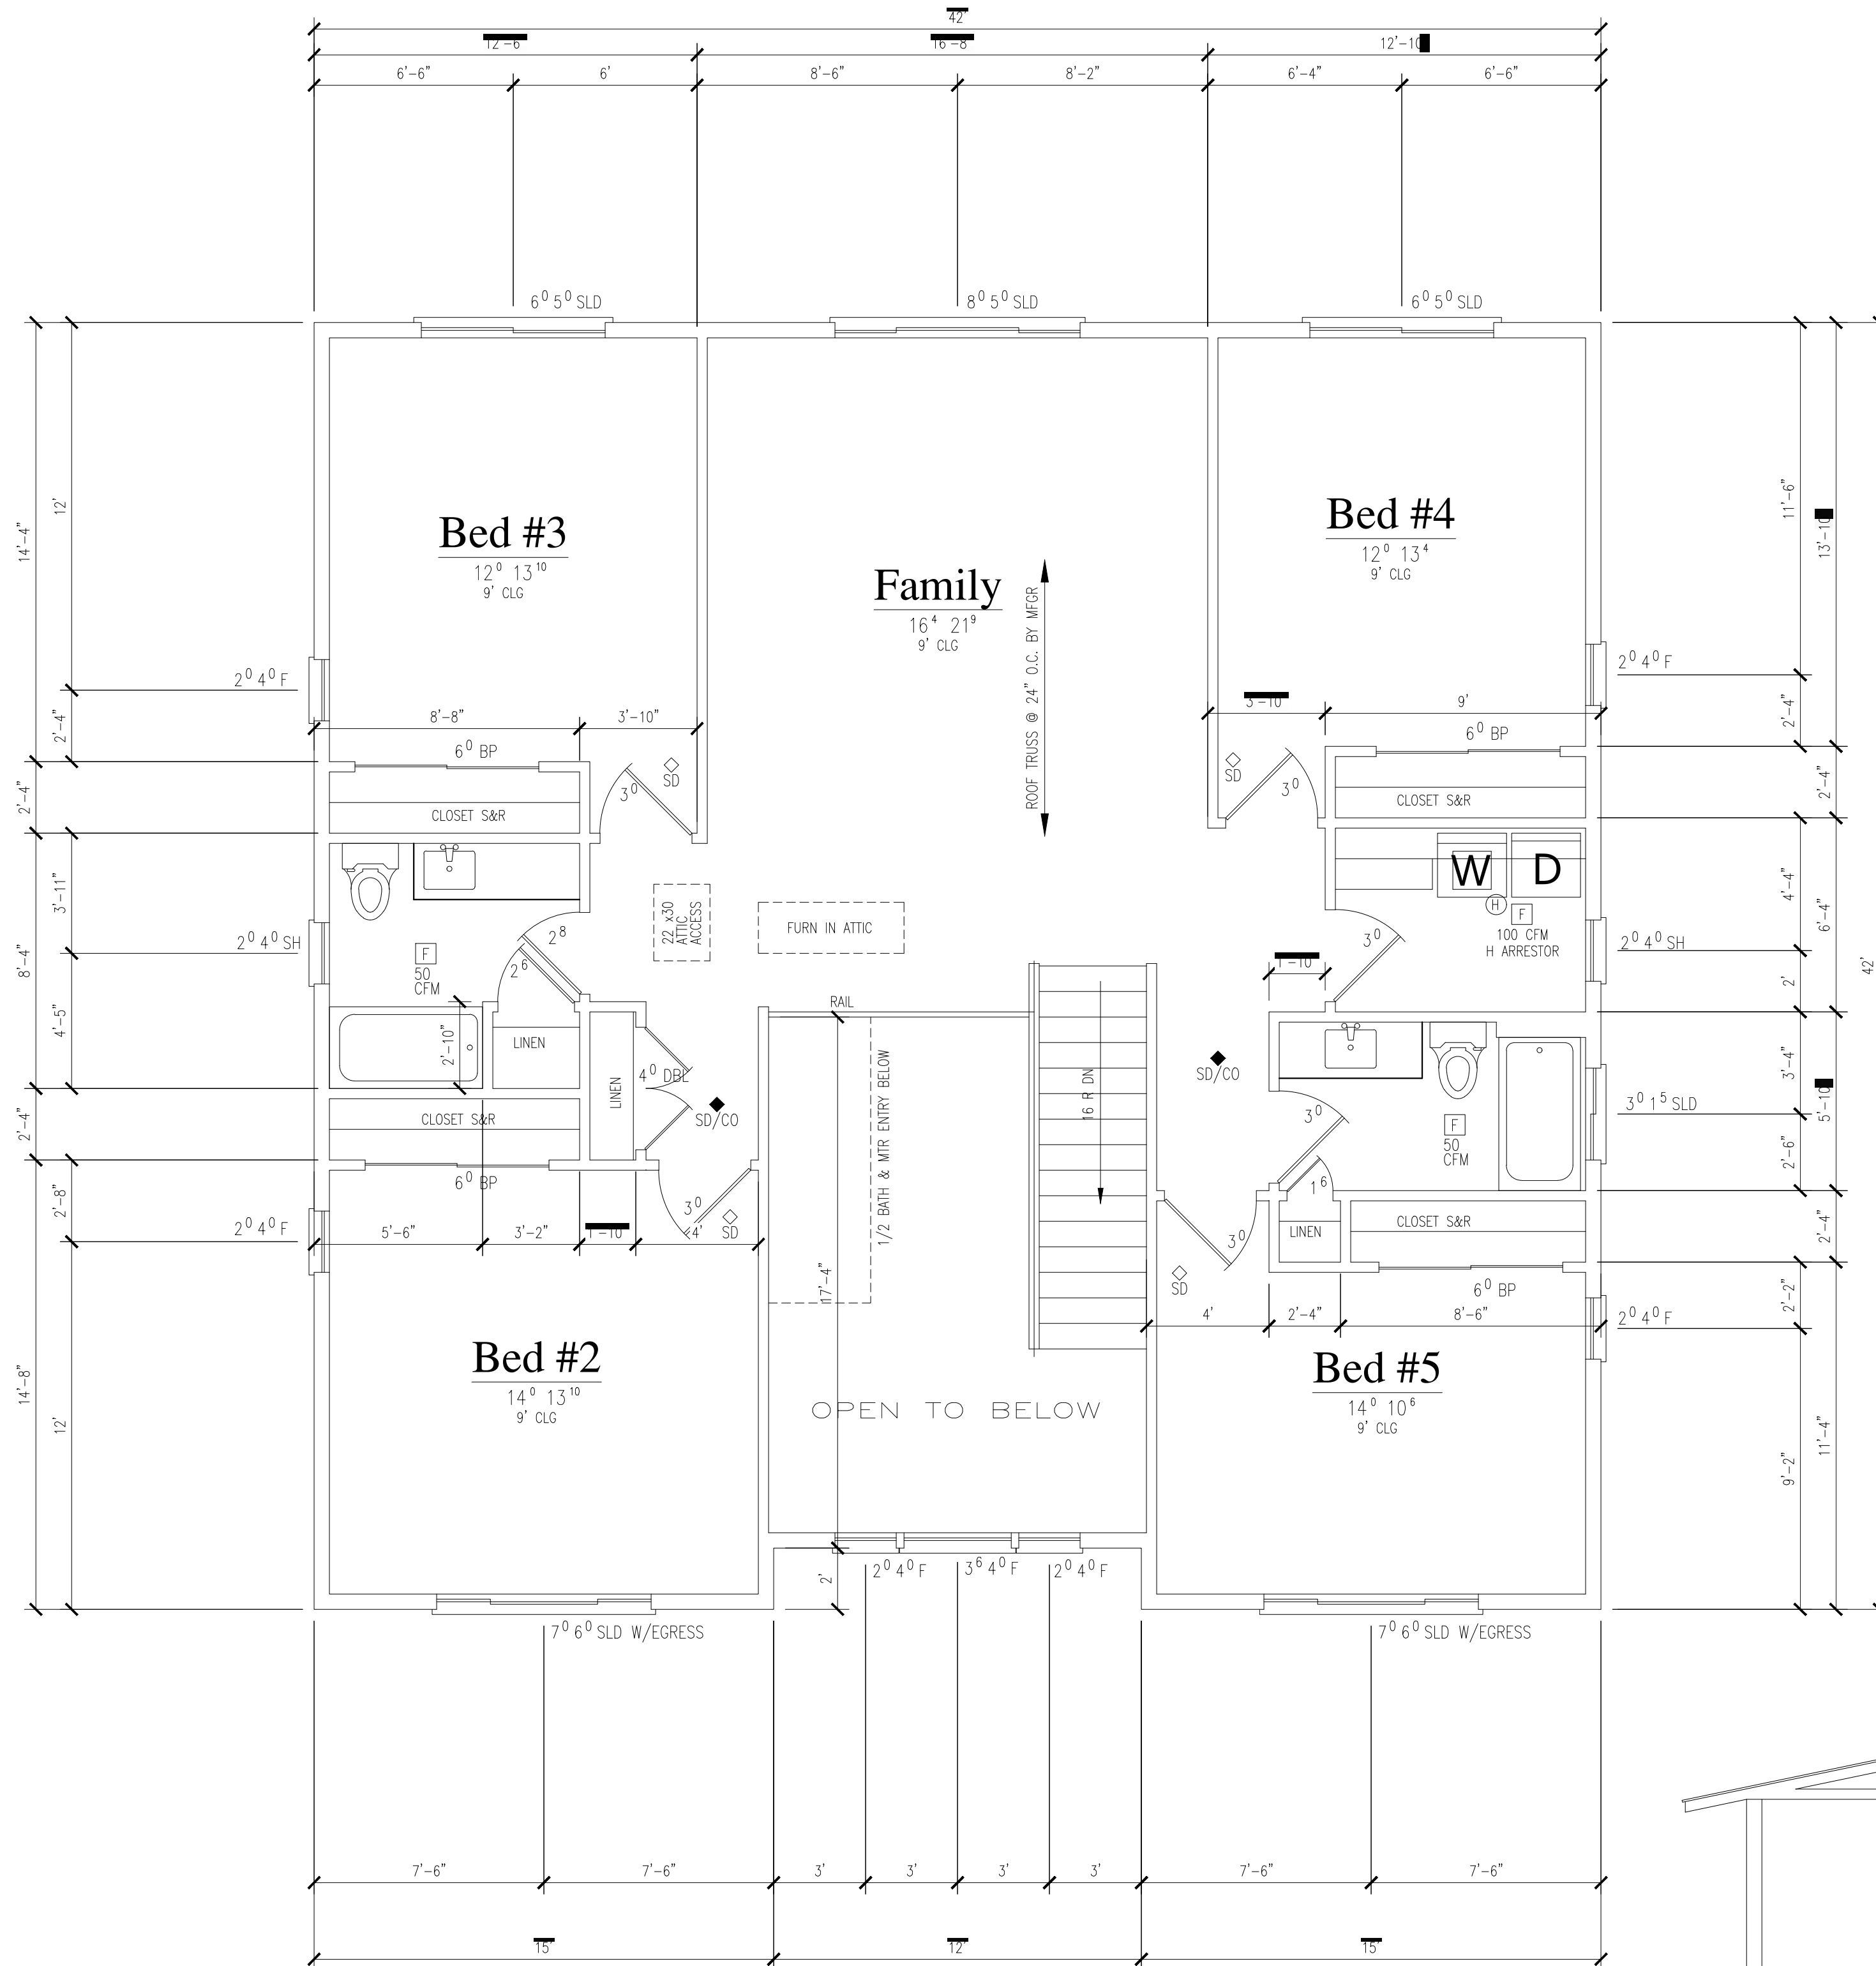 42'
12'-6
16'-8
12'-10
6'-6"
6'
8'-6"
8'-2"
6'-4"
6'-6"
6⁰ 5⁰ SLD
8⁰ 5⁰ SLD
6⁰ 5⁰ SLD
14'-4"
12'
2'-4"
2⁰ 4⁰ F
Bed #3
12⁰ 13¹⁰
9' CLG
Family
16⁴ 21⁹
9' CLG
ROOF TRUSS @ 24" O.C. BY MFGR
Bed #4
12⁰ 13⁴
9' CLG
11'-6"
13'-10
2'-4"
2⁰ 4⁰ F
8'-8"
3'-10"
3'-10
9'
6⁰ BP
6⁰ BP
SD
3⁰
SD
3⁰
CLOSET S&R
CLOSET S&R
2'-4"
2'-4"
3'-11"
8'-4"
4'-5"
2⁰ 4⁰ SH
F
50
CFM
2⁸
2⁶
22 x30
ATTIC
ACCESS
FURN IN ATTIC
W
D
H
F
100 CFM
H ARRESTOR
3⁰
1'-10
4'-4"
6'-4"
2'
42'
2⁰ 4⁰ SH
RAIL
2'-10"
LINEN
LINEN
4⁰ DBL
SD/CO
1/2 BATH & MTR ENTRY BELOW
16 R DN
SD/CO
3⁰
F
50
CFM
3⁰ 1⁵ SLD
3'-4"
5'-10
2'-6"
CLOSET S&R
2'-4"
6⁰ BP
3⁰
SD
1⁶
LINEN
CLOSET S&R
2'-4"
3⁰
SD
6⁰ BP
2'-8"
2⁰ 4⁰ F
5'-6"
3'-2"
1'-10
4'
17'-4"
4'
2'-4"
8'-6"
2'-2"
2⁰ 4⁰ F
14'-8"
12'
Bed #2
14⁰ 13¹⁰
9' CLG
OPEN TO BELOW
Bed #5
14⁰ 10⁶
9' CLG
9'-2"
11'-4"
2'
2⁰ 4⁰ F
3⁶ 4⁰ F
2⁰ 4⁰ F
7⁰ 6⁰ SLD W/EGRESS
7⁰ 6⁰ SLD W/EGRESS
7'-6"
7'-6"
3'
3'
3'
3'
7'-6"
7'-6"
15'
12'
15'